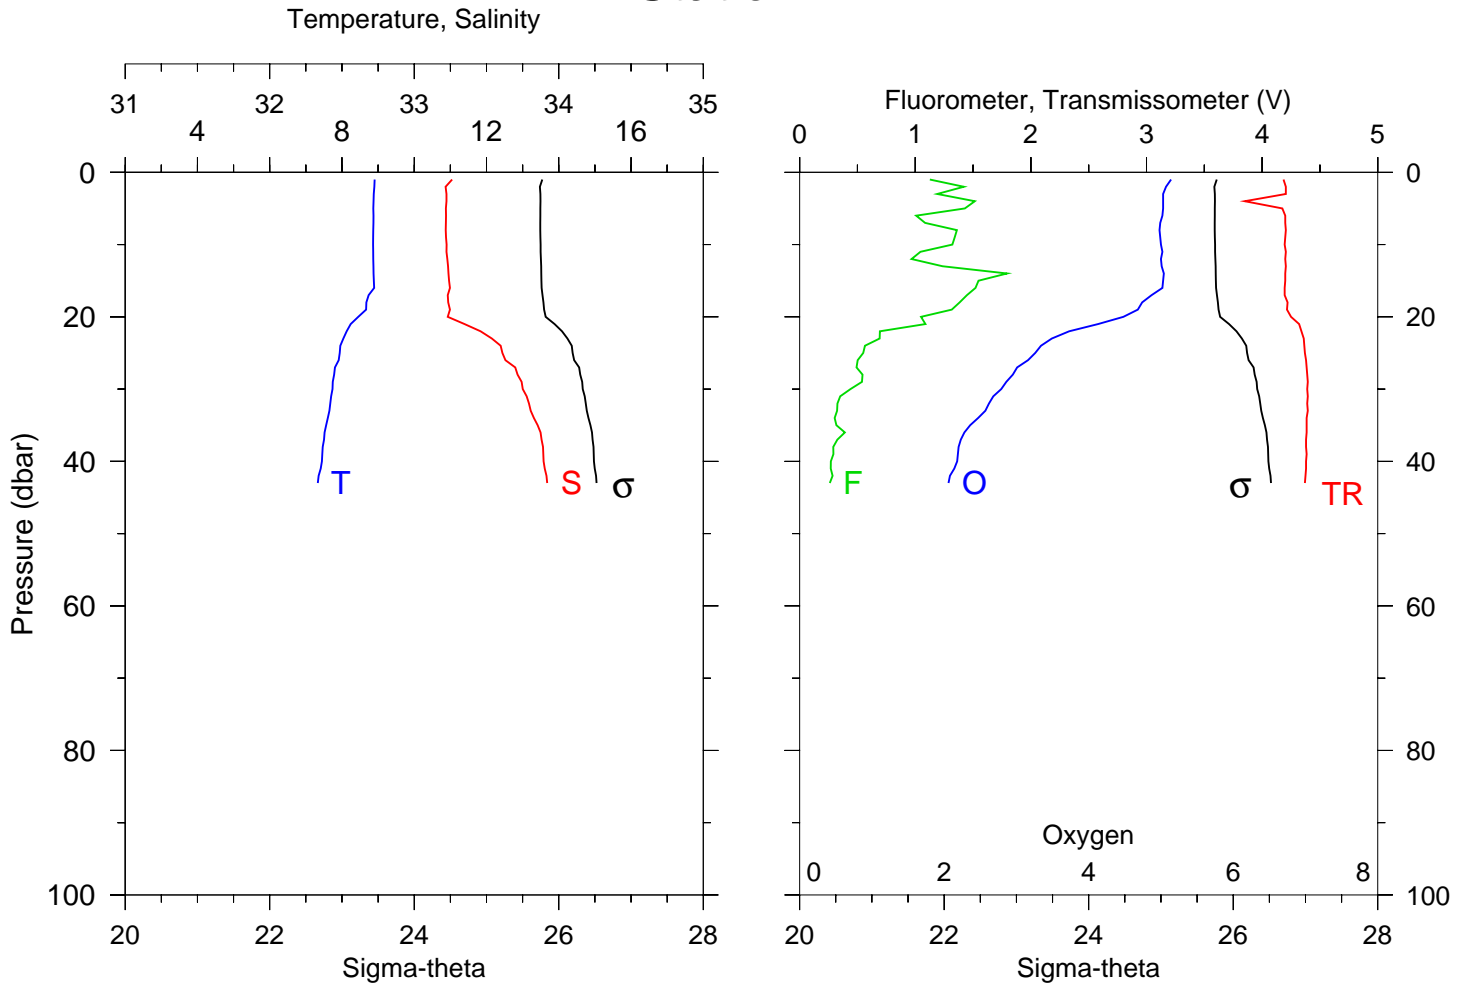 Temperature, Salinity
31 32 33 34 35
4 8 12 16
Fluorometer, Transmissometer (V)
0 1 2 3 4 5
0 0
20 20
40 40
60 60
80 80
100 100
Pressure (dbar)
T S σ
F O σ TR
Oxygen
0 2 4 6 8
20 22 24 26 28
Sigma-theta
20 22 24 26 28
Sigma-theta